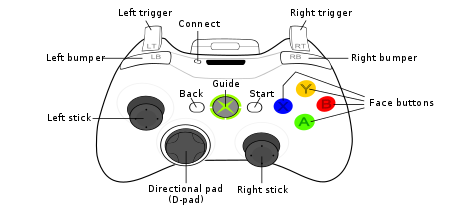 Left trigger
Right trigger
Connect
LT
RT
Left bumper
LB
RB
Right bumper
Guide
Back
Start
Y
X
B
Face buttons
A
Left stick
Directional pad
(D-pad)
Right stick